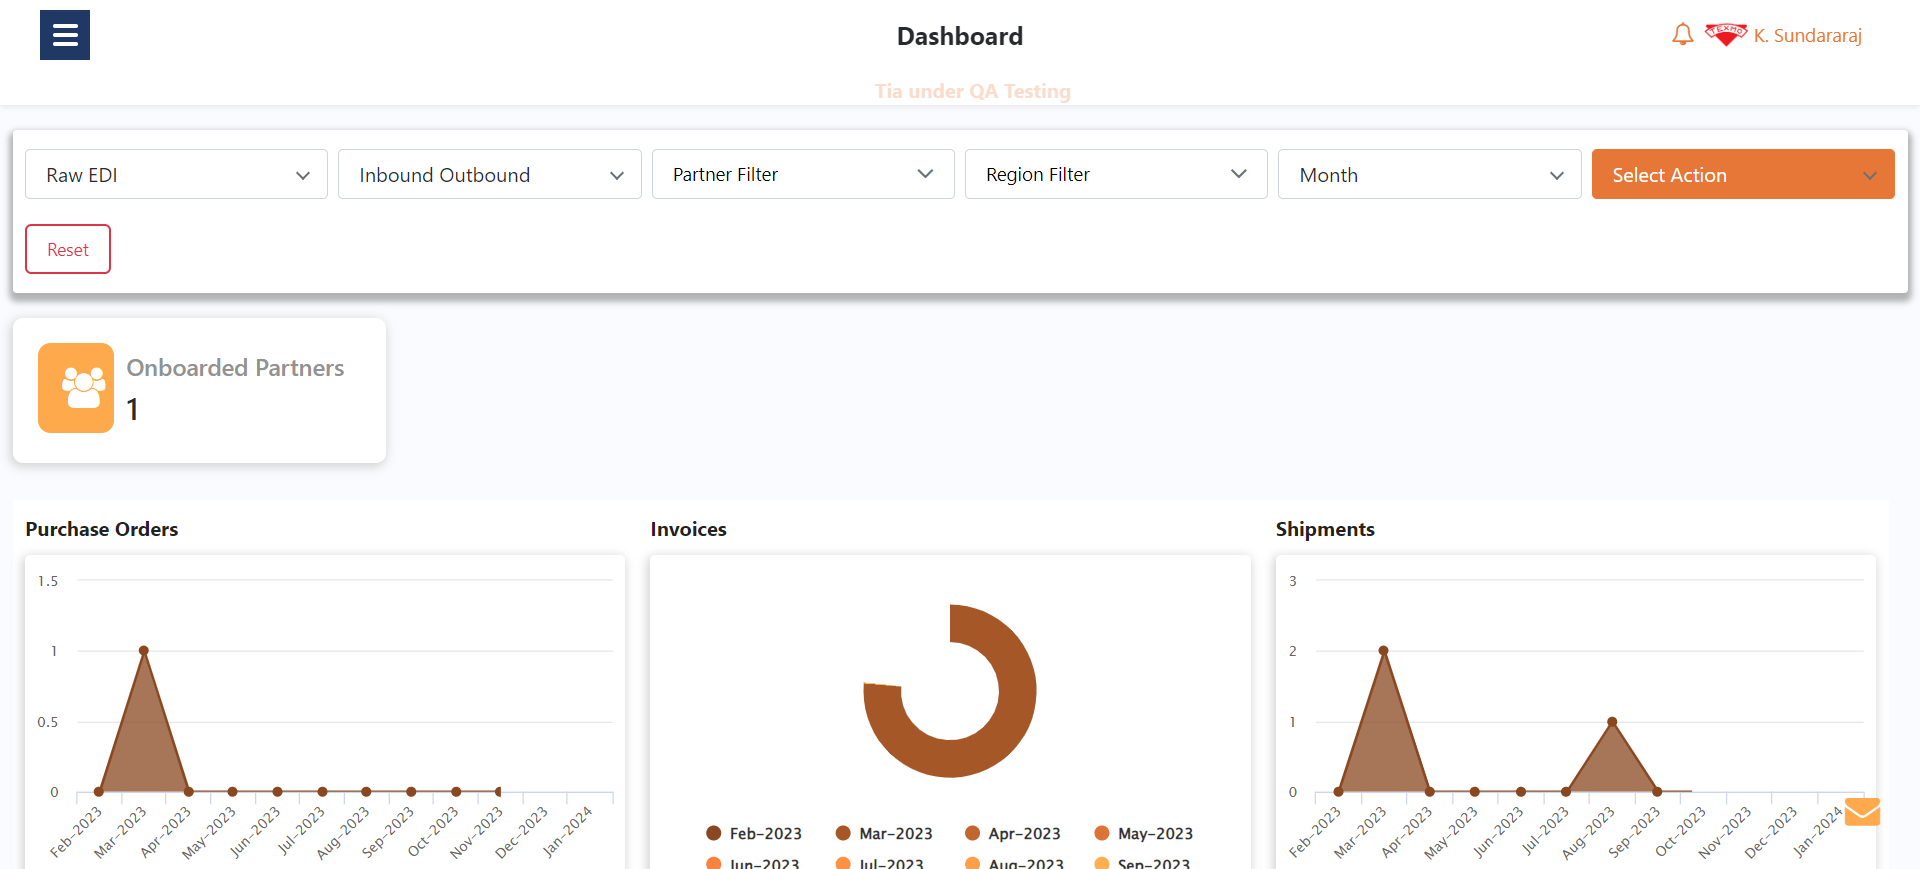 Dashboard
TEXMO
K. Sundararaj
Tia under QA Testing
Raw EDI
Inbound Outbound
Partner Filter
Region Filter
Month
Select Action
Reset
Onboarded Partners
1
Purchase Orders
1.5
1
0.5
0
Feb-2023
Mar-2023
Apr-2023
May-2023
Jun-2023
Jul-2023
Aug-2023
Sep-2023
Oct-2023
Nov-2023
Dec-2023
Jan-2024
Invoices
Feb-2023 Mar-2023 Apr-2023 May-2023
Jun-2023 Jul-2023 Aug-2023 Sep-2023
Shipments
3
2
1
0
Feb-2023
Mar-2023
Apr-2023
May-2023
Jun-2023
Jul-2023
Aug-2023
Sep-2023
Oct-2023
Nov-2023
Dec-2023
Jan-2024